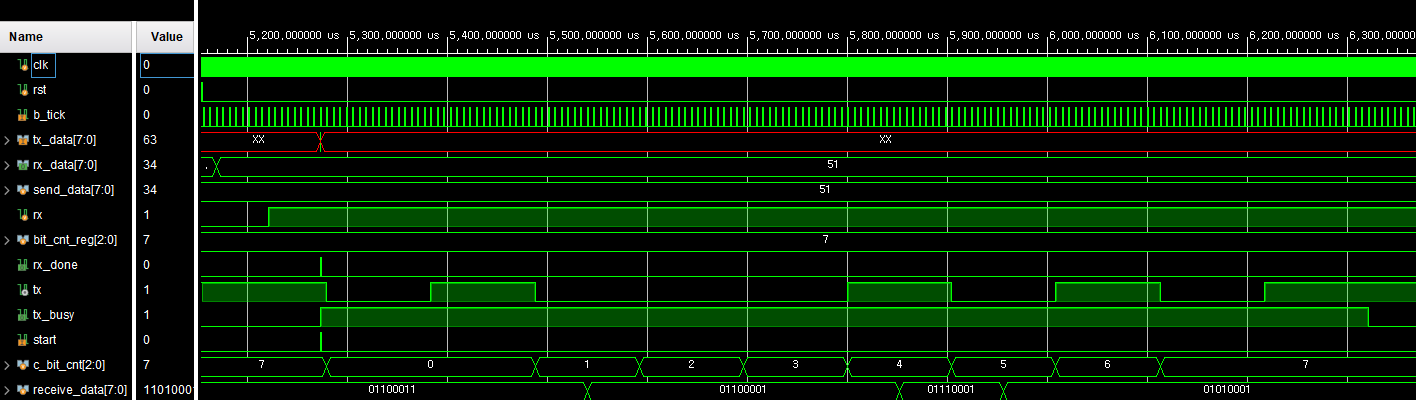 Name Value
5,200.000000 us 5,300.000000 us 5,400.000000 us 5,500.000000 us 5,600.000000 us 5,700.000000 us 5,800.000000 us 5,900.000000 us 6,000.000000 us 6,100.000000 us 6,200.000000 us 6,300.000000
clk 0
rst 0
b_tick 0
tx_data[7:0] 63 XX XX
rx_data[7:0] 34 . 51
send_data[7:0] 34 51
rx 1
bit_cnt_reg[2:0] 7 7
rx_done 0
tx 1
tx_busy 1
start 0
c_bit_cnt[2:0] 7 7 0 1 2 3 4 5 6 7
receive_data[7:0] 11010001 01100011 01100001 01110001 01010001